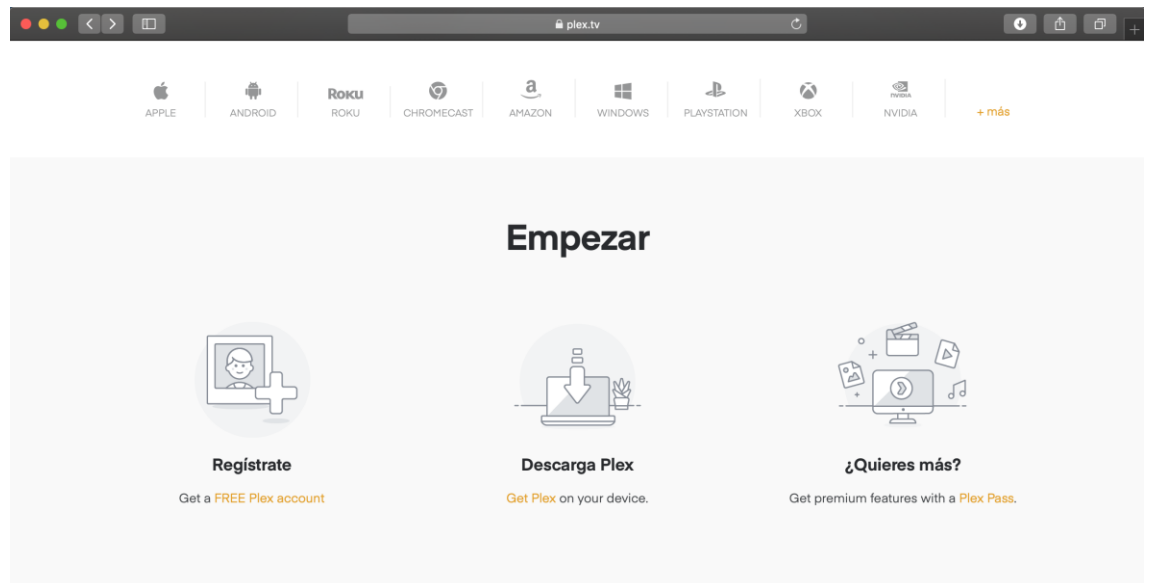 plex.tv
ROKU
NVIDIA
APPLE ANDROID ROKU CHROMECAST AMAZON WINDOWS PLAYSTATION XBOX NVIDIA + más
Empezar
Regístrate Descarga Plex ¿Quieres más?
Get a FREE Plex account Get Plex on your device. Get premium features with a Plex Pass.